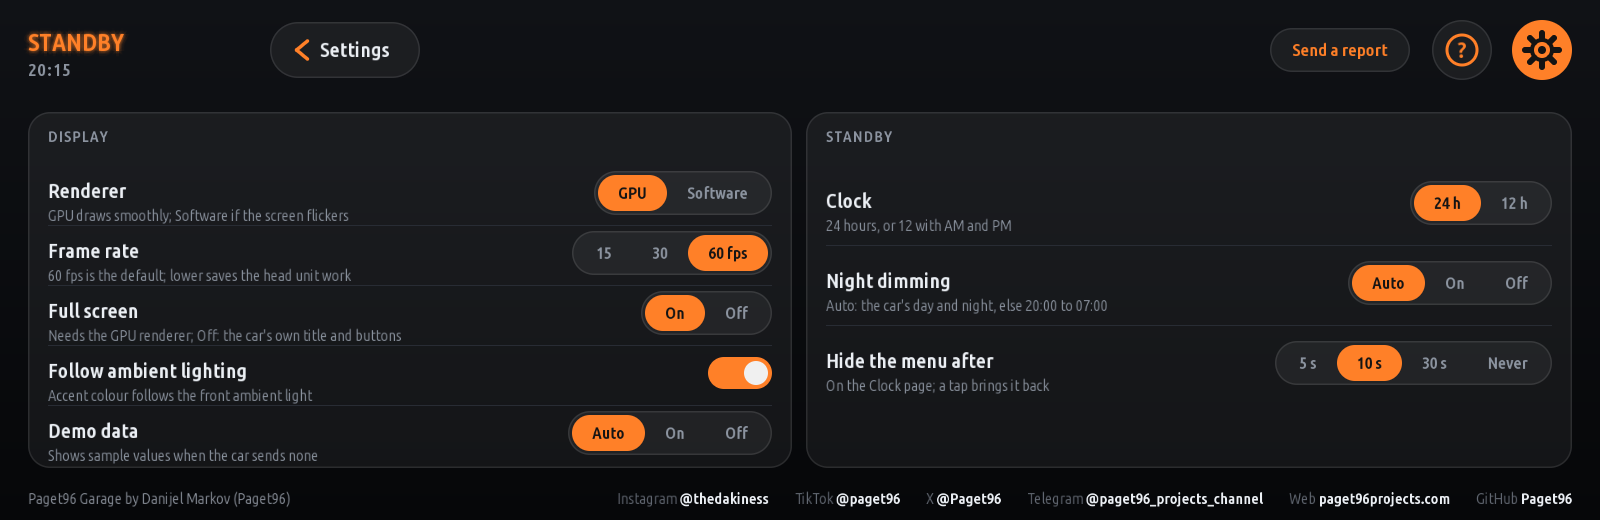 STANDBY
20:15
Settings
Send a report
?
DISPLAY
Renderer
GPU draws smoothly; Software if the screen flickers
GPU Software
Frame rate
60 fps is the default; lower saves the head unit work
15 30 60 fps
Full screen
Needs the GPU renderer; Off: the car's own title and buttons
On Off
Follow ambient lighting
Accent colour follows the front ambient light
Demo data
Shows sample values when the car sends none
Auto On Off
STANDBY
Clock
24 hours, or 12 with AM and PM
24 h 12 h
Night dimming
Auto: the car's day and night, else 20:00 to 07:00
Auto On Off
Hide the menu after
On the Clock page; a tap brings it back
5 s 10 s 30 s Never
Paget96 Garage by Danijel Markov (Paget96)
Instagram @thedakiness TikTok @paget96 X @Paget96 Telegram @paget96_projects_channel Web paget96projects.com GitHub Paget96